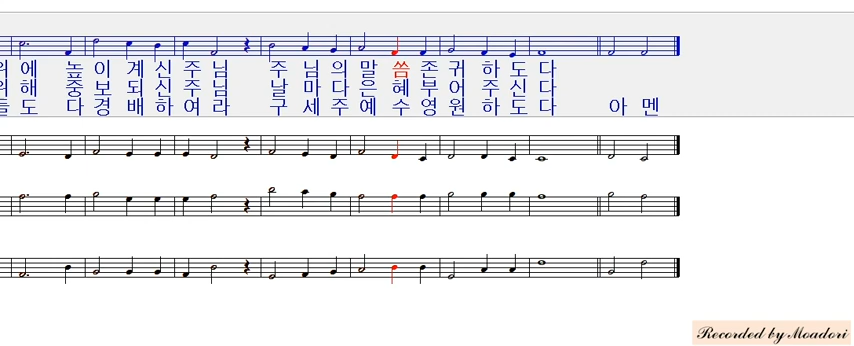 에 높 이 계 신 주 님 주 님 의 말 씀 존 귀 하 도 다
해 중 보 되 신 주 님 날 마 다 은 혜 부 어 주 신 다
들 도 다 경 배 하 여 라 구 세 주 예 수 영 원 하 도 다 아 멘
Recorded by Moadori